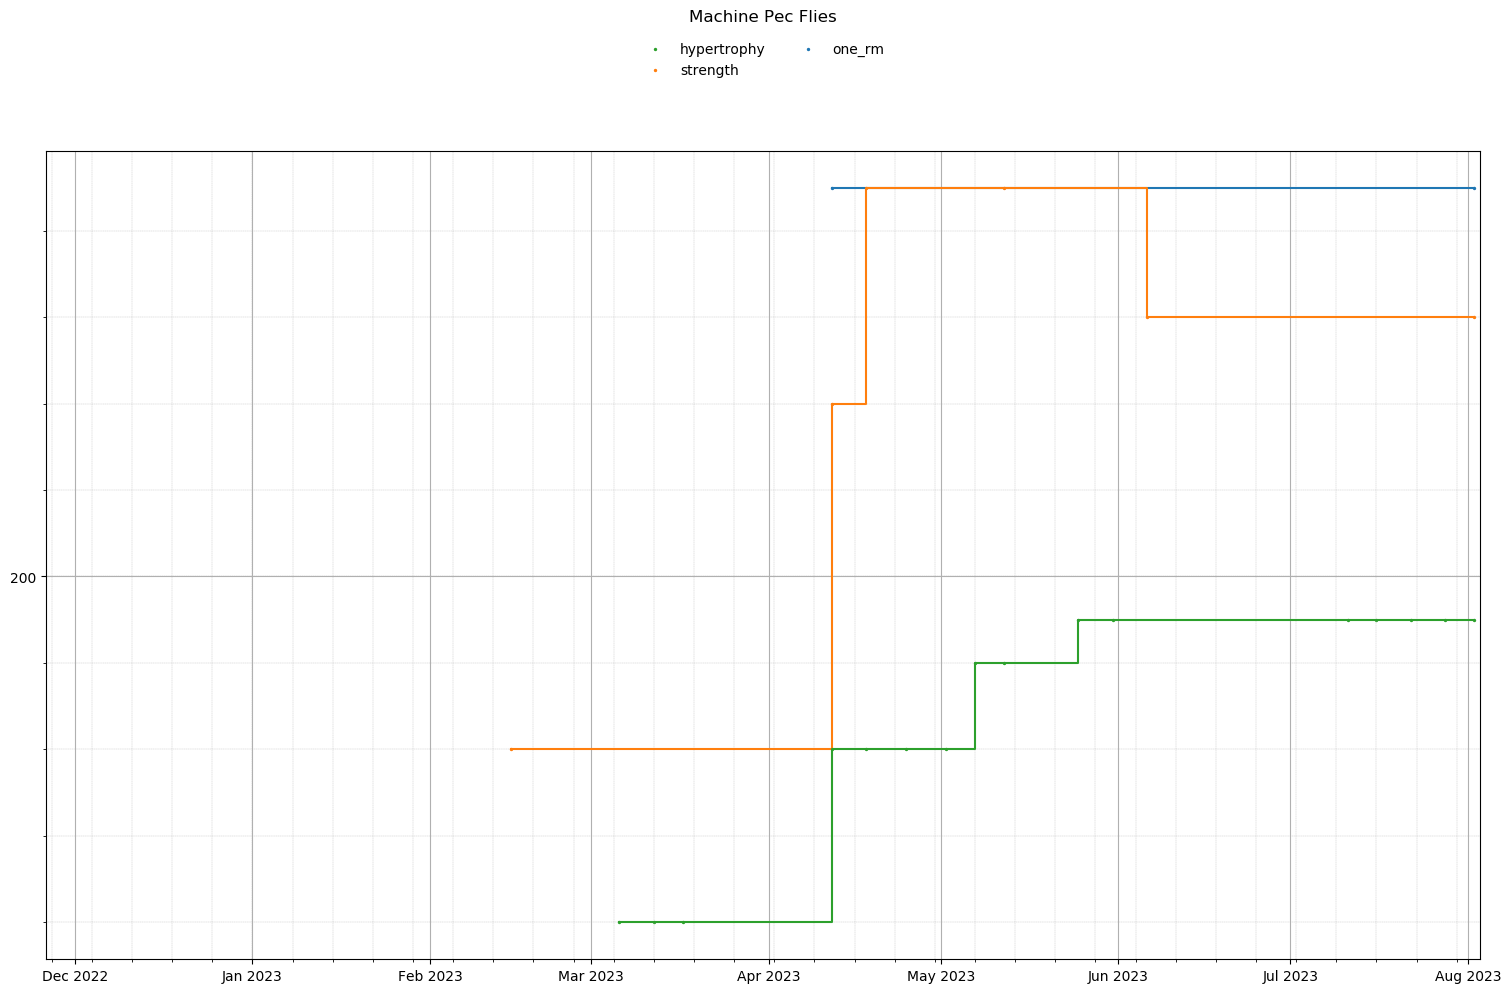 Machine Pec Flies
hypertrophy
strength
one_rm
200
Dec 2022
Jan 2023
Feb 2023
Mar 2023
Apr 2023
May 2023
Jun 2023
Jul 2023
Aug 2023